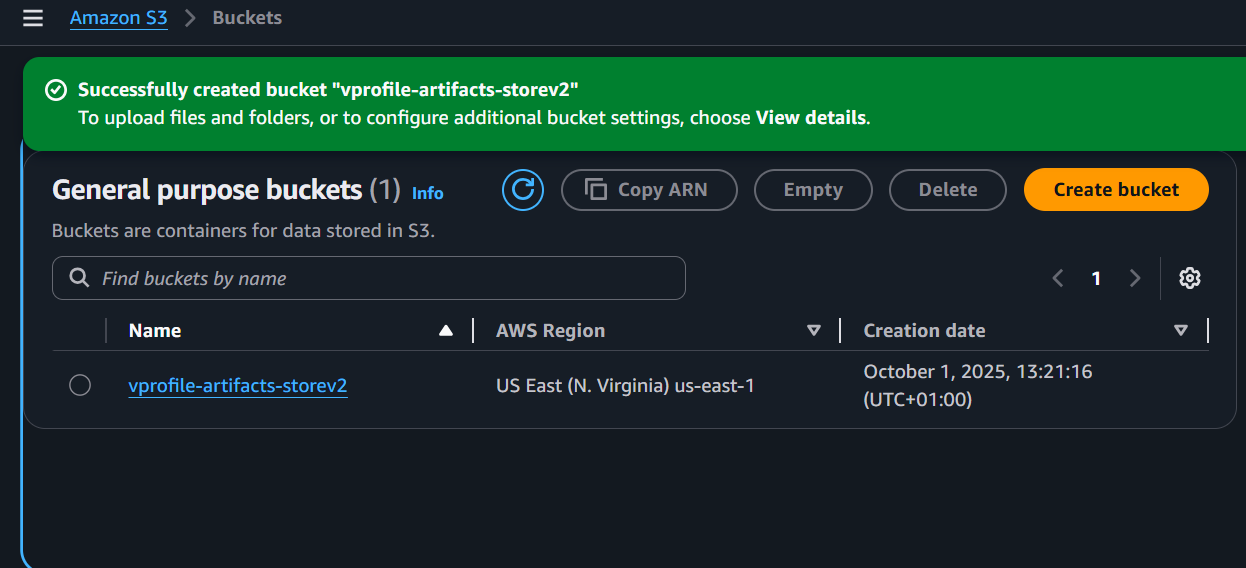 Amazon S3 > Buckets
Successfully created bucket "vprofile-artifacts-storev2"
To upload files and folders, or to configure additional bucket settings, choose View details.
General purpose buckets (1) Info
Copy ARN
Empty
Delete
Create bucket
Buckets are containers for data stored in S3.
Find buckets by name
1
Name
AWS Region
Creation date
vprofile-artifacts-storev2
US East (N. Virginia) us-east-1
October 1, 2025, 13:21:16
(UTC+01:00)